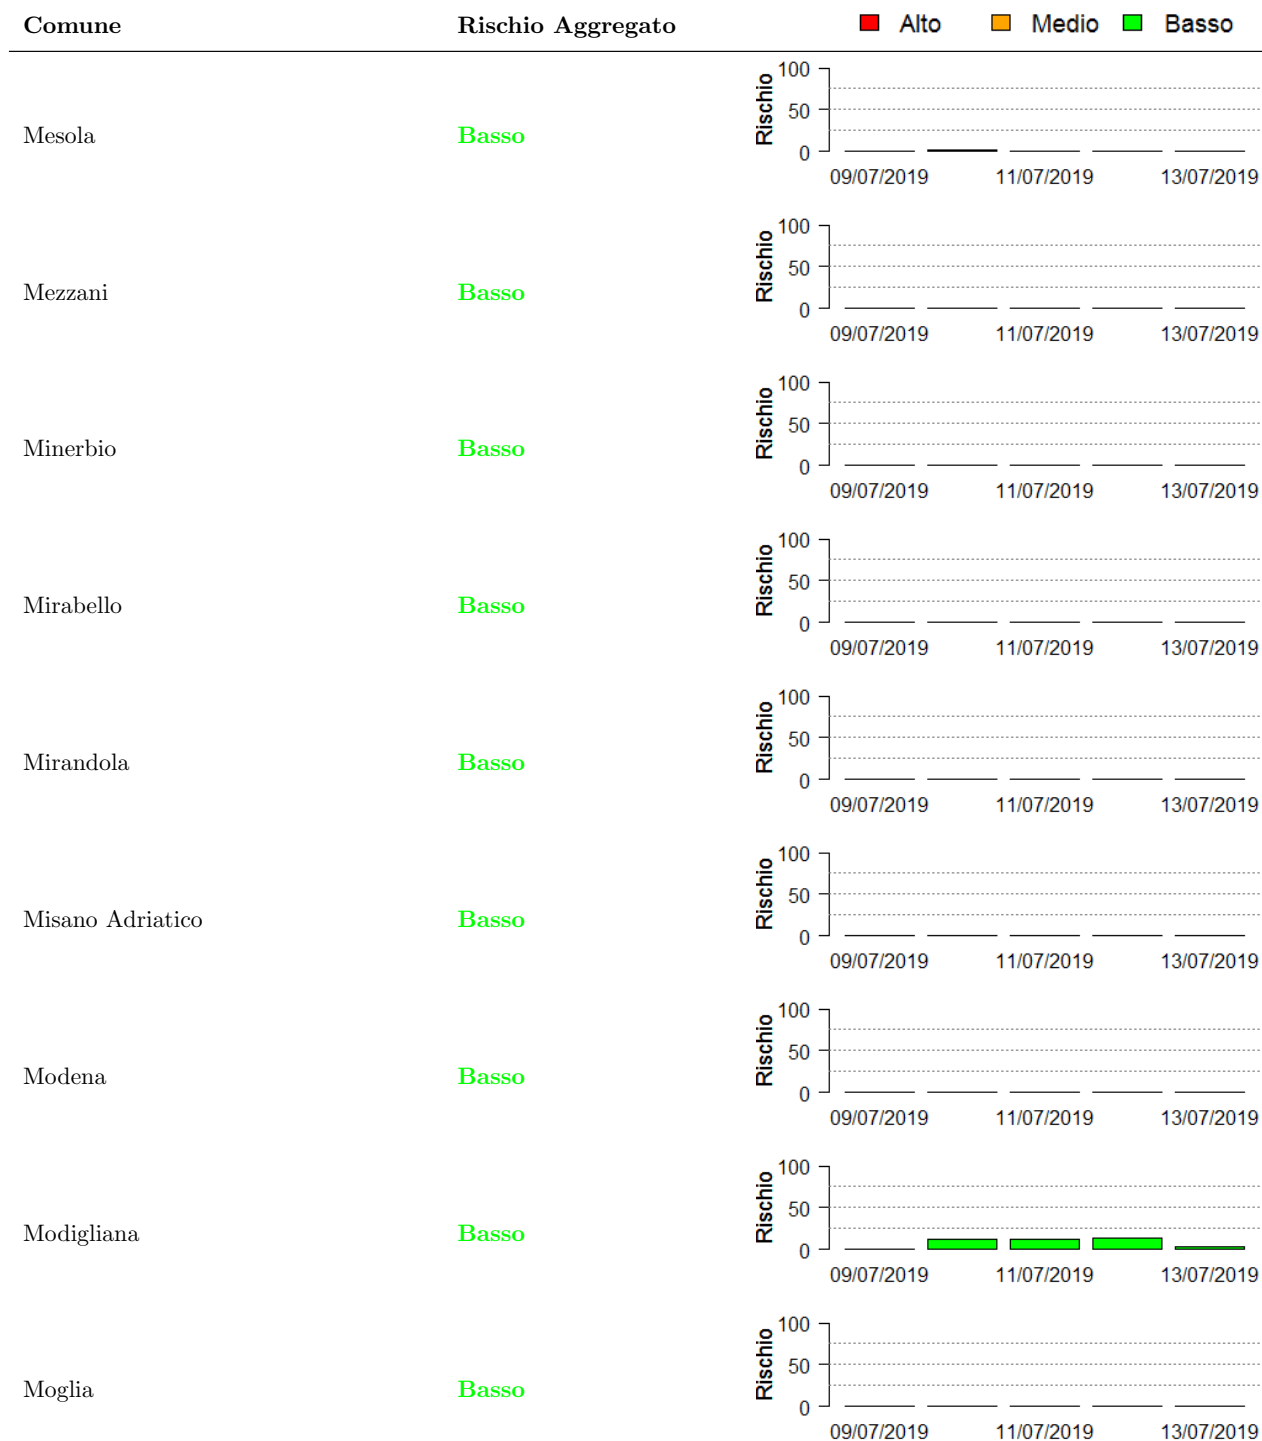 Comune Rischio Aggregato Alto Medio Basso
Mesola Basso Rischio 100 50 0
09/07/2019 11/07/2019 13/07/2019
Mezzani Basso Rischio 100 50 0
09/07/2019 11/07/2019 13/07/2019
Minerbio Basso Rischio 100 50 0
09/07/2019 11/07/2019 13/07/2019
Mirabello Basso Rischio 100 50 0
09/07/2019 11/07/2019 13/07/2019
Mirandola Basso Rischio 100 50 0
09/07/2019 11/07/2019 13/07/2019
Misano Adriatico Basso Rischio 100 50 0
09/07/2019 11/07/2019 13/07/2019
Modena Basso Rischio 100 50 0
09/07/2019 11/07/2019 13/07/2019
Modigliana Basso Rischio 100 50 0
09/07/2019 11/07/2019 13/07/2019
Moglia Basso Rischio 100 50 0
09/07/2019 11/07/2019 13/07/2019